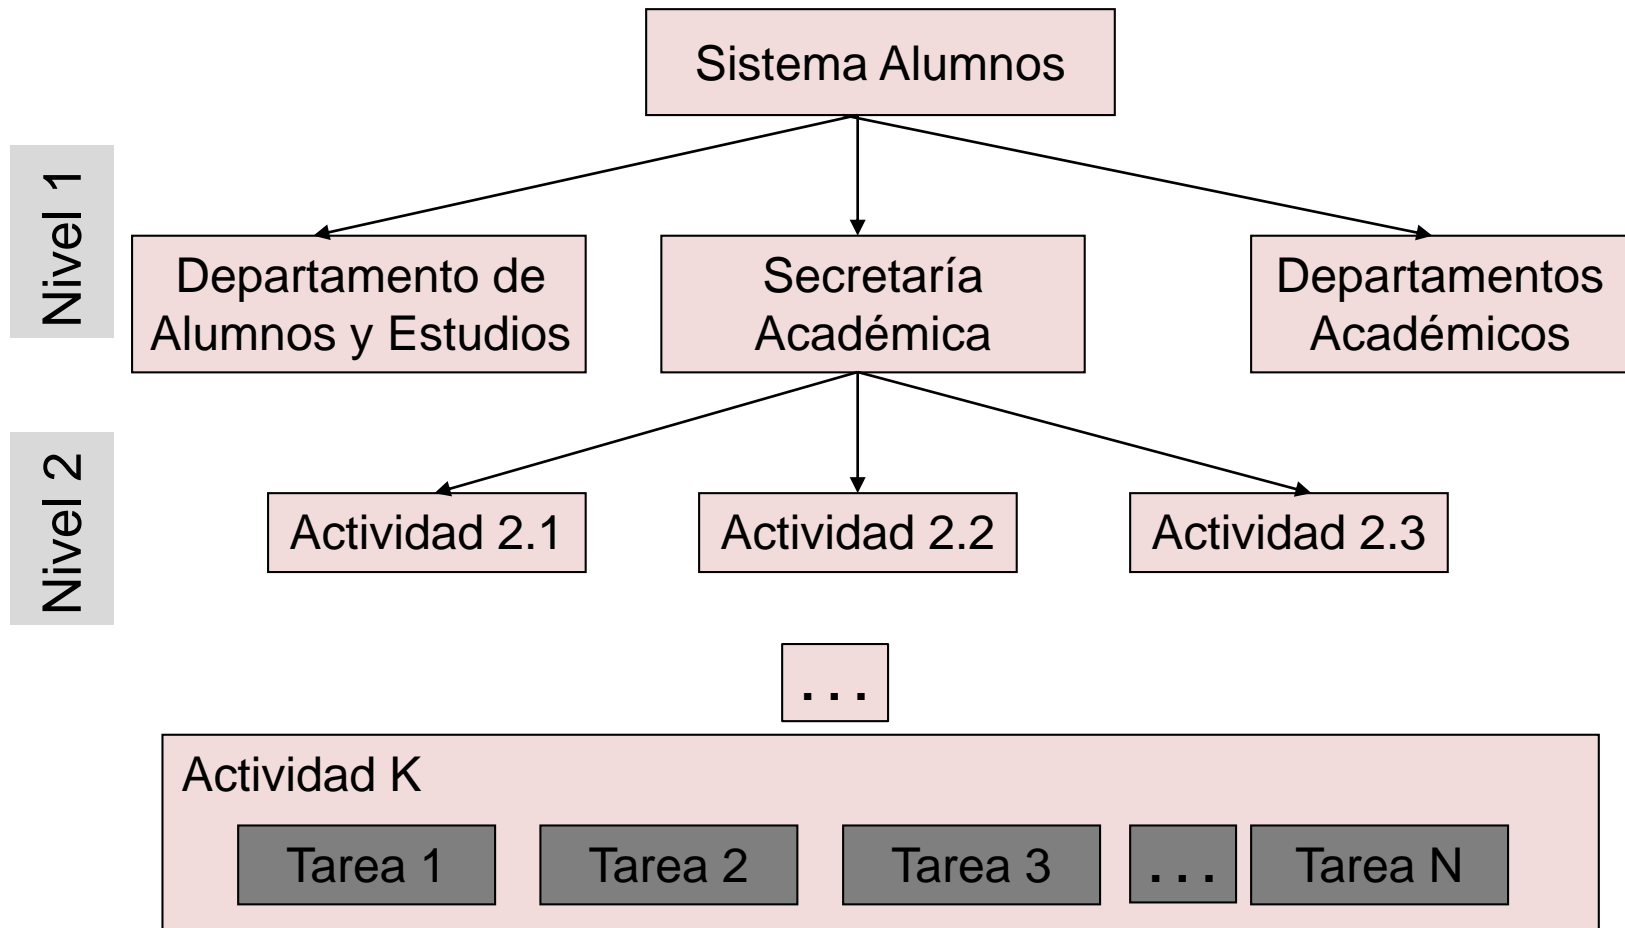 Sistema Alumnos
Nivel 1
Departamento de
Alumnos y Estudios
Secretaría
Académica
Departamentos
Académicos
Nivel 2
Actividad 2.1
Actividad 2.2
Actividad 2.3
. . .
Actividad K
Tarea 1
Tarea 2
Tarea 3
. . .
Tarea N